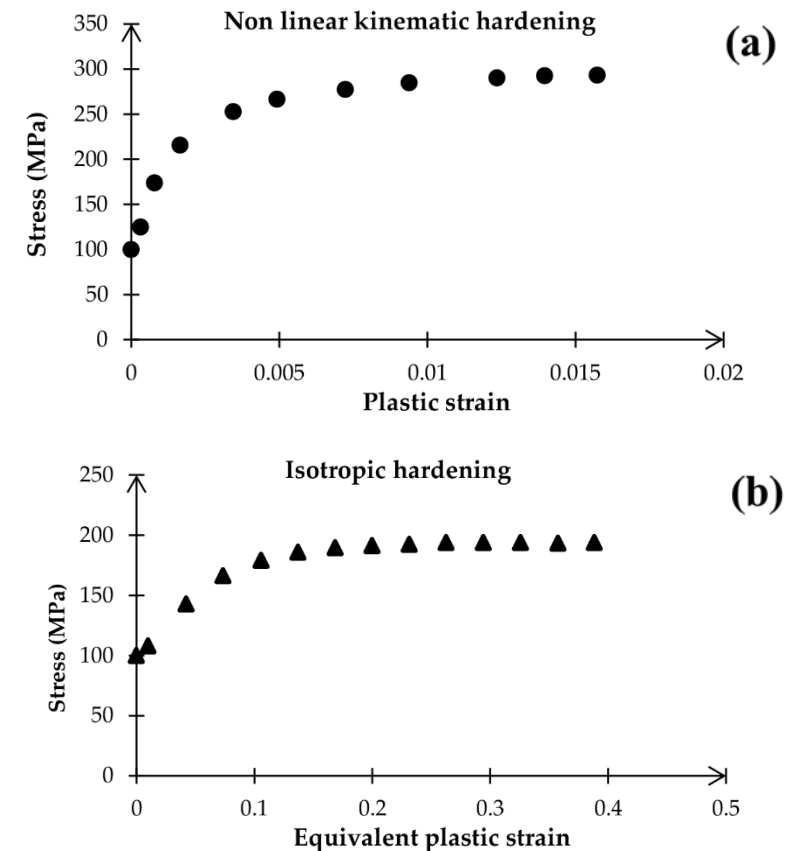 Non linear kinematic hardening
(a)
350
300
250
200
150
100
50
0
Stress (MPa)
0 0.005 0.01 0.015 0.02
Plastic strain
Isotropic hardening
(b)
250
200
150
100
50
0
Stress (MPa)
0 0.1 0.2 0.3 0.4 0.5
Equivalent plastic strain